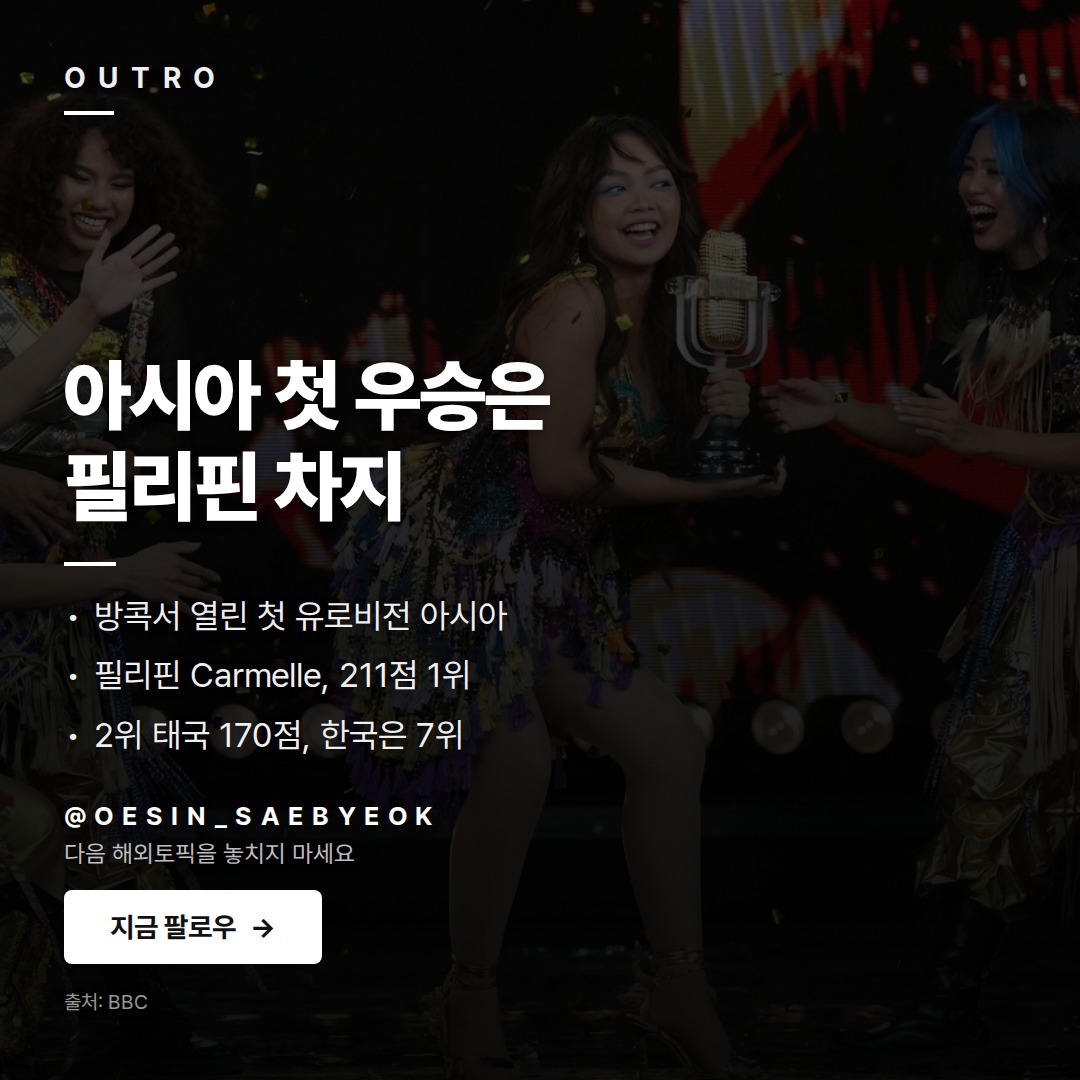 OUTRO
아시아 첫 우승은
필리핀 차지
• 방콕서 열린 첫 유로비전 아시아
• 필리핀 Carmelle, 211점 1위
• 2위 태국 170점, 한국은 7위
@OESIN_SAEBYEOK
다음 해외토픽을 놓치지 마세요
지금 팔로우 →
출처: BBC